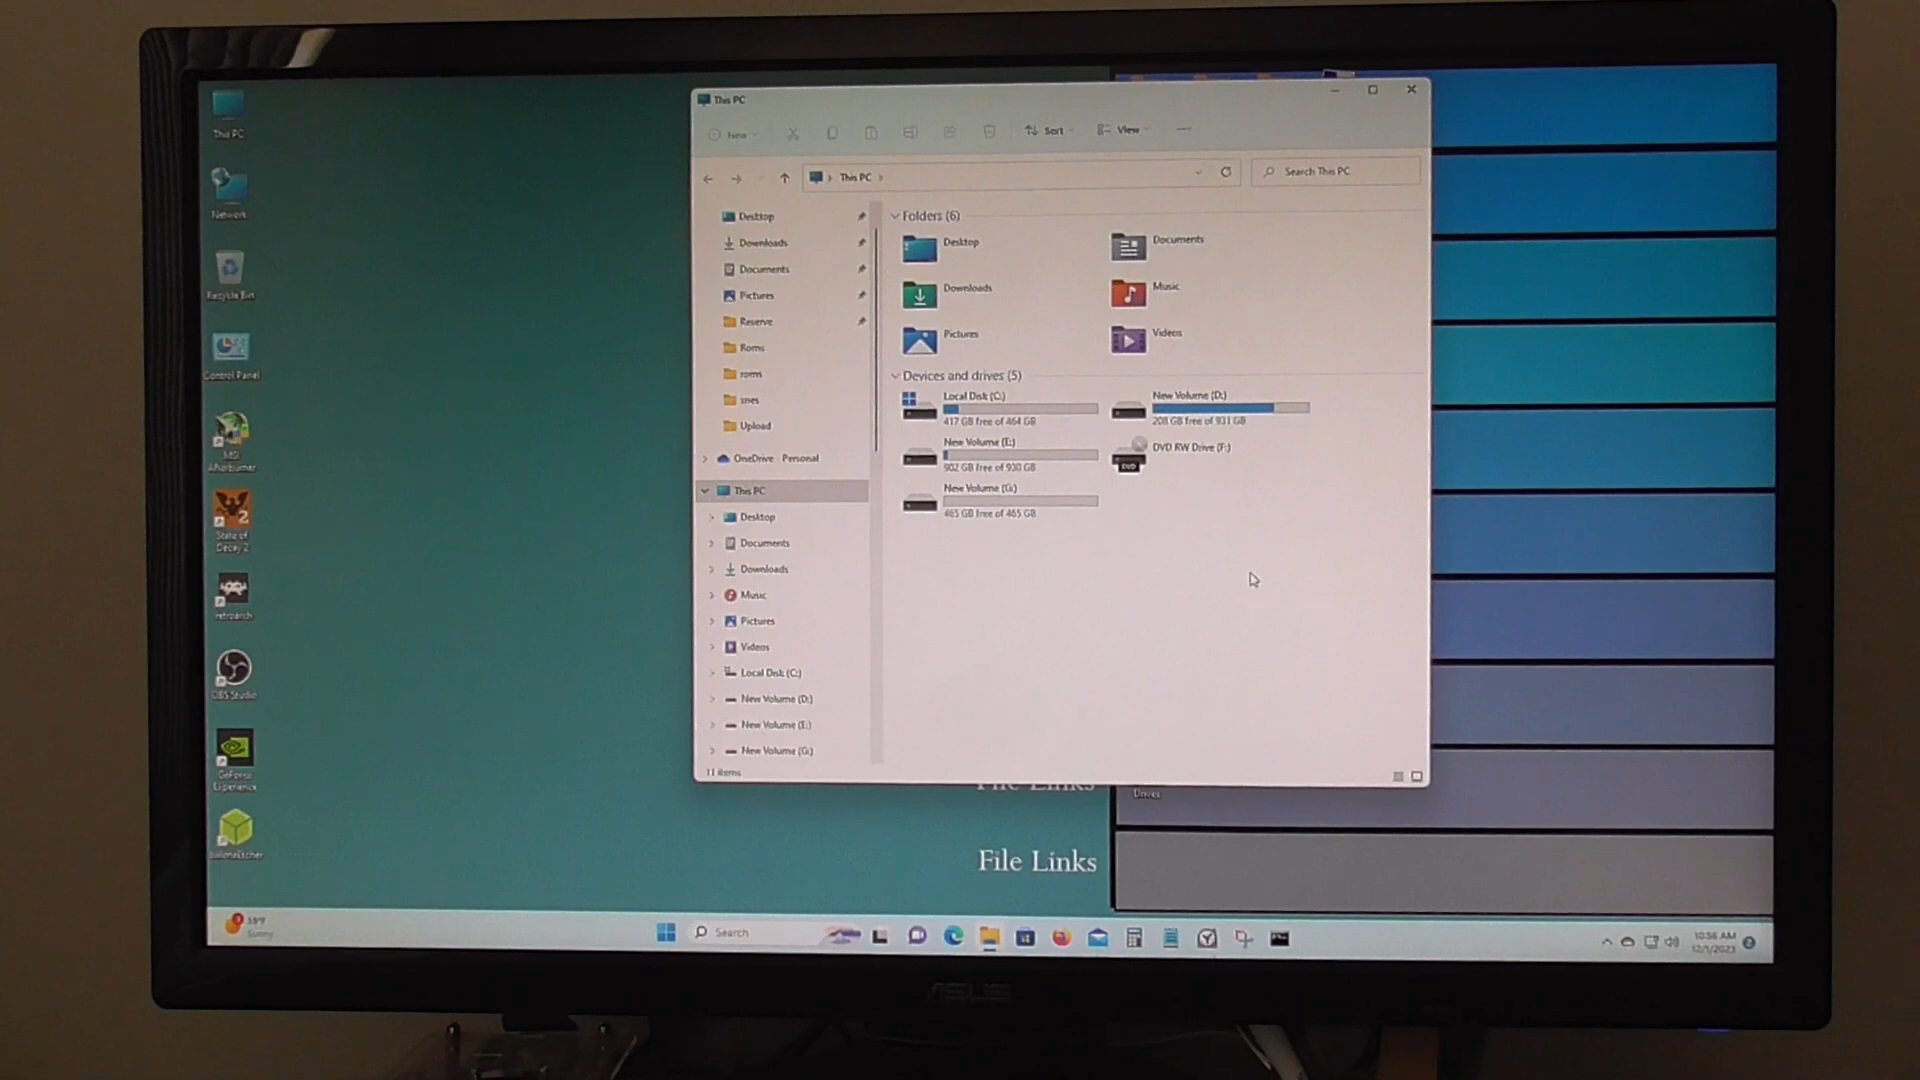 This PC
Network
Recycle Bin
Control Panel
MSI
Afterburner
State of
Decay 2
retroarch
OBS Studio
GeForce
Experience
balenaEtcher
This PC
New
Sort
View
This PC
Search This PC
Desktop
Downloads
Documents
Pictures
Reserve
Roms
roms
snes
Upload
OneDrive - Personal
This PC
Desktop
Documents
Downloads
Music
Pictures
Videos
Local Disk (C:)
New Volume (D:)
New Volume (E:)
New Volume (G:)
11 items
Folders (6)
Desktop
Documents
Downloads
Music
Pictures
Videos
Devices and drives (5)
Local Disk (C:)
417 GB free of 464 GB
New Volume (D:)
208 GB free of 931 GB
New Volume (E:)
902 GB free of 930 GB
DVD RW Drive (F:)
DVD
New Volume (G:)
465 GB free of 465 GB
File Links
Drives
File Links
59°F
Sunny
Search
10:56 AM
12/1/2023
2
ASUS